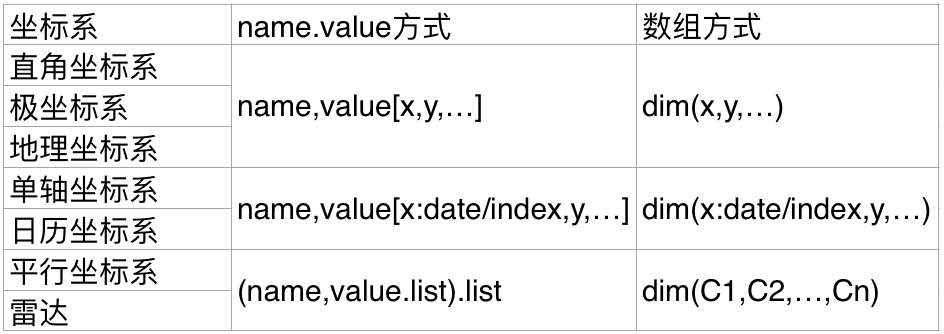 坐标系 name.value方式 数组方式
直角坐标系
极坐标系 name,value[x,y,…] dim(x,y,…)
地理坐标系
单轴坐标系
name,value[x:date/index,y,…] dim(x:date/index,y,…)
日历坐标系
平行坐标系
(name,value.list).list dim(C1,C2,…,Cn)
雷达